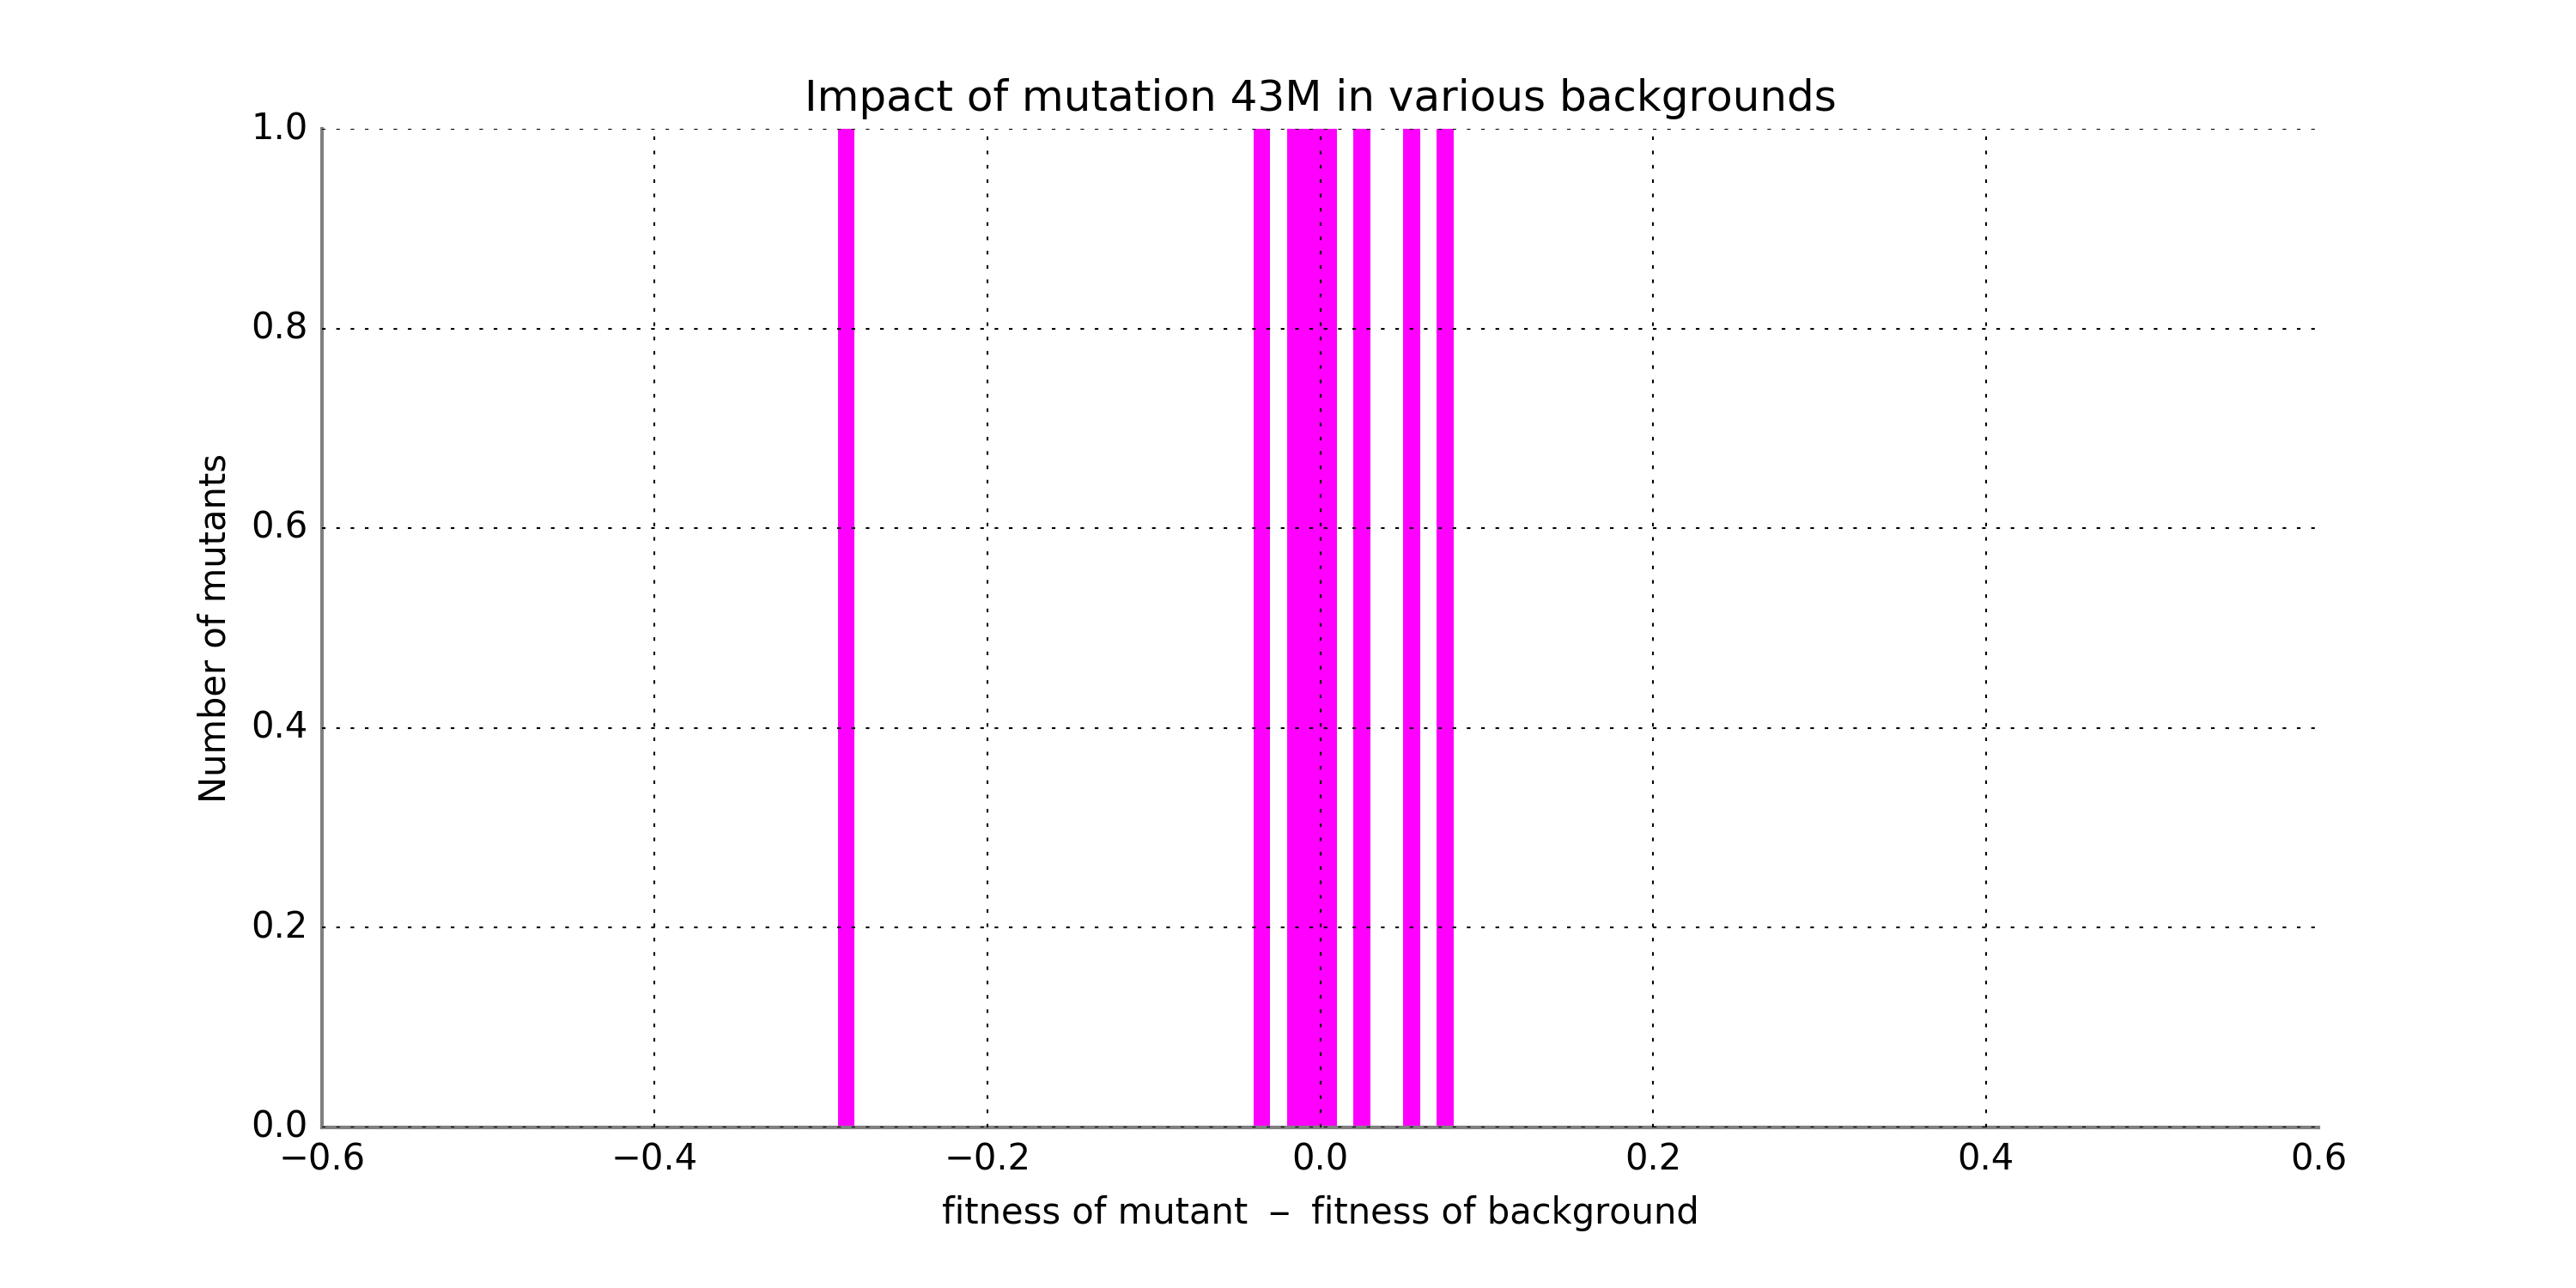 Impact of mutation 43M in various backgrounds
1.0
0.8
0.6
0.4
0.2
0.0
Number of mutants
−0.6 −0.4 −0.2 0.0 0.2 0.4 0.6
fitness of mutant − fitness of background